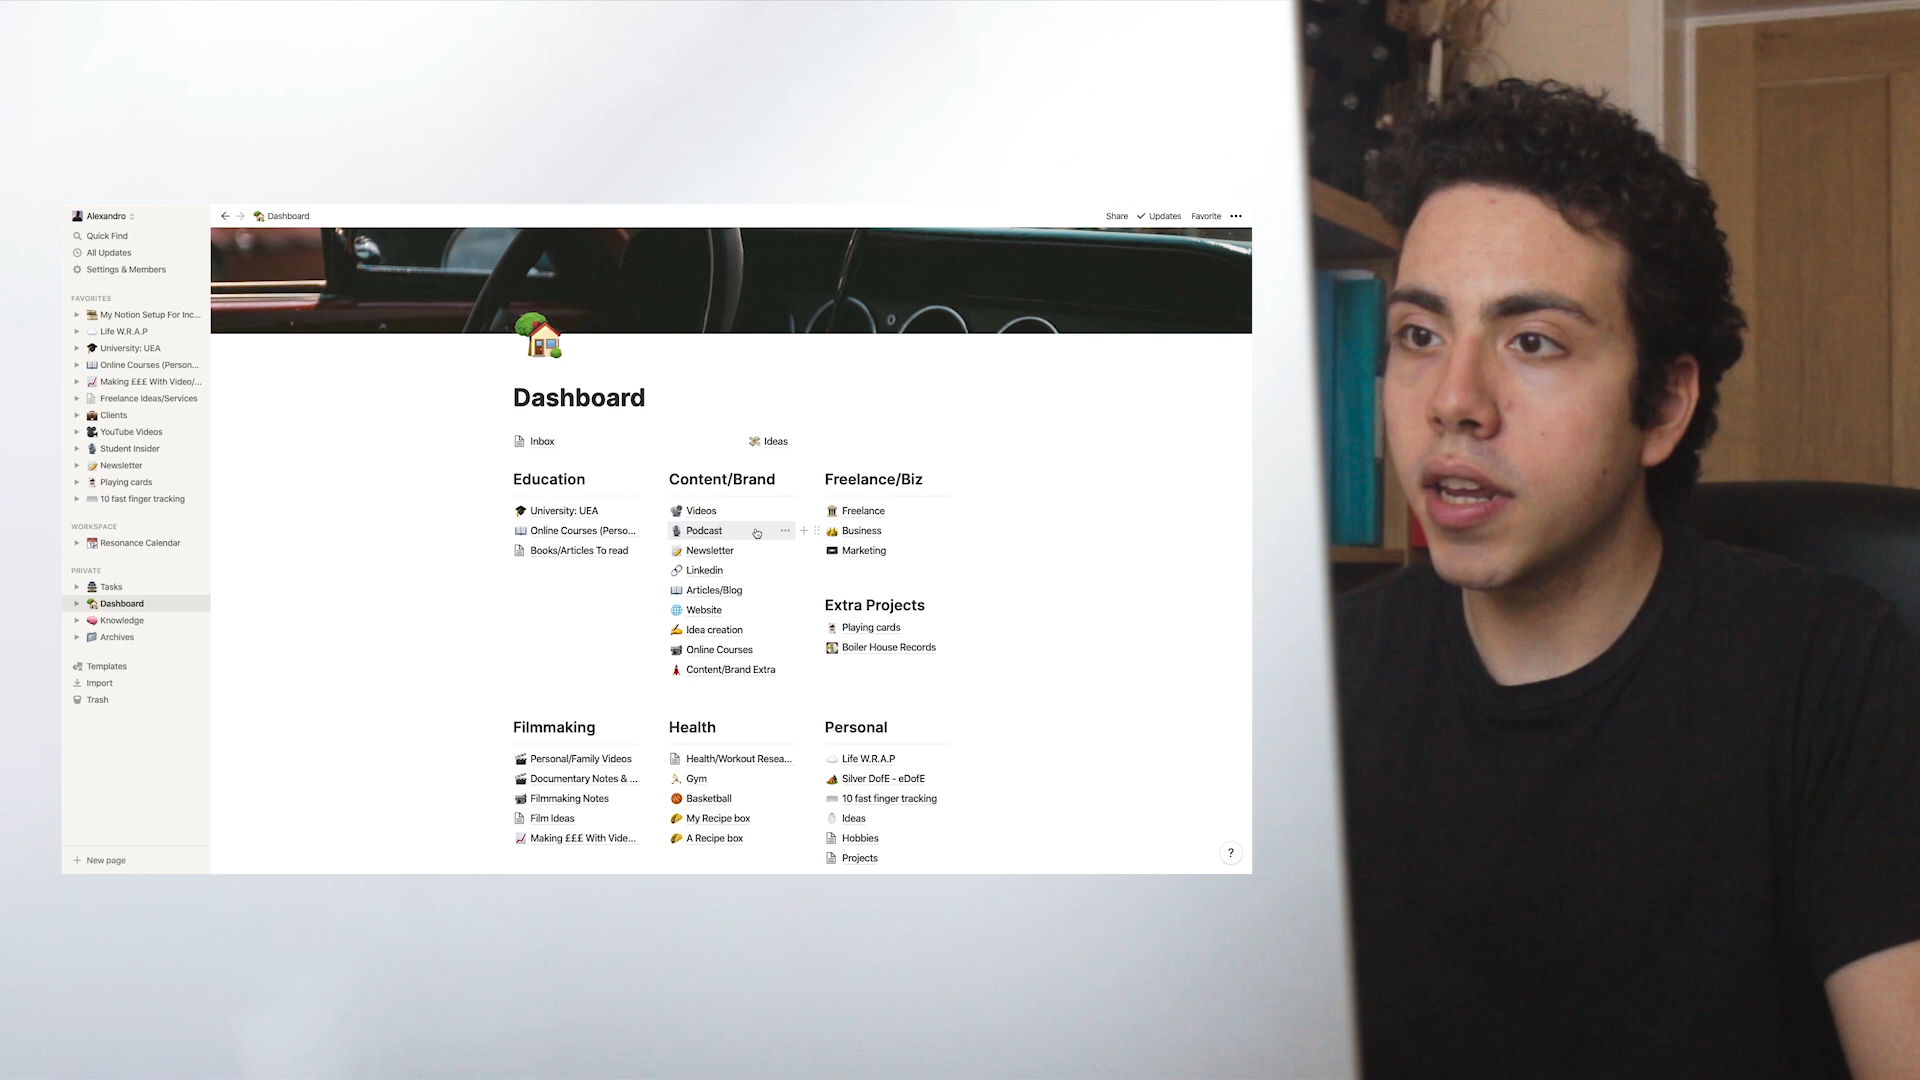 Alexandro
Quick Find
All Updates
Settings & Members
FAVORITES
My Notion Setup For Inc...
Life W.R.A.P
University: UEA
Online Courses (Person...
Making £££ With Video/...
Freelance Ideas/Services
Clients
YouTube Videos
Student Insider
Newsletter
Playing cards
10 fast finger tracking
WORKSPACE
Resonance Calendar
PRIVATE
Tasks
Dashboard
Knowledge
Archives
Templates
Import
Trash
New page
Dashboard
Share Updates Favorite
Dashboard
Inbox
Ideas
Education
University: UEA
Online Courses (Perso...
Books/Articles To read
Content/Brand
Videos
Podcast
Newsletter
Linkedin
Articles/Blog
Website
Idea creation
Online Courses
Content/Brand Extra
Freelance/Biz
Freelance
Business
Marketing
Extra Projects
Playing cards
Boiler House Records
Filmmaking
Personal/Family Videos
Documentary Notes & ...
Filmmaking Notes
Film Ideas
Making £££ With Vide...
Health
Health/Workout Resea...
Gym
Basketball
My Recipe box
A Recipe box
Personal
Life W.R.A.P
Silver DofE - eDofE
10 fast finger tracking
Ideas
Hobbies
Projects
?